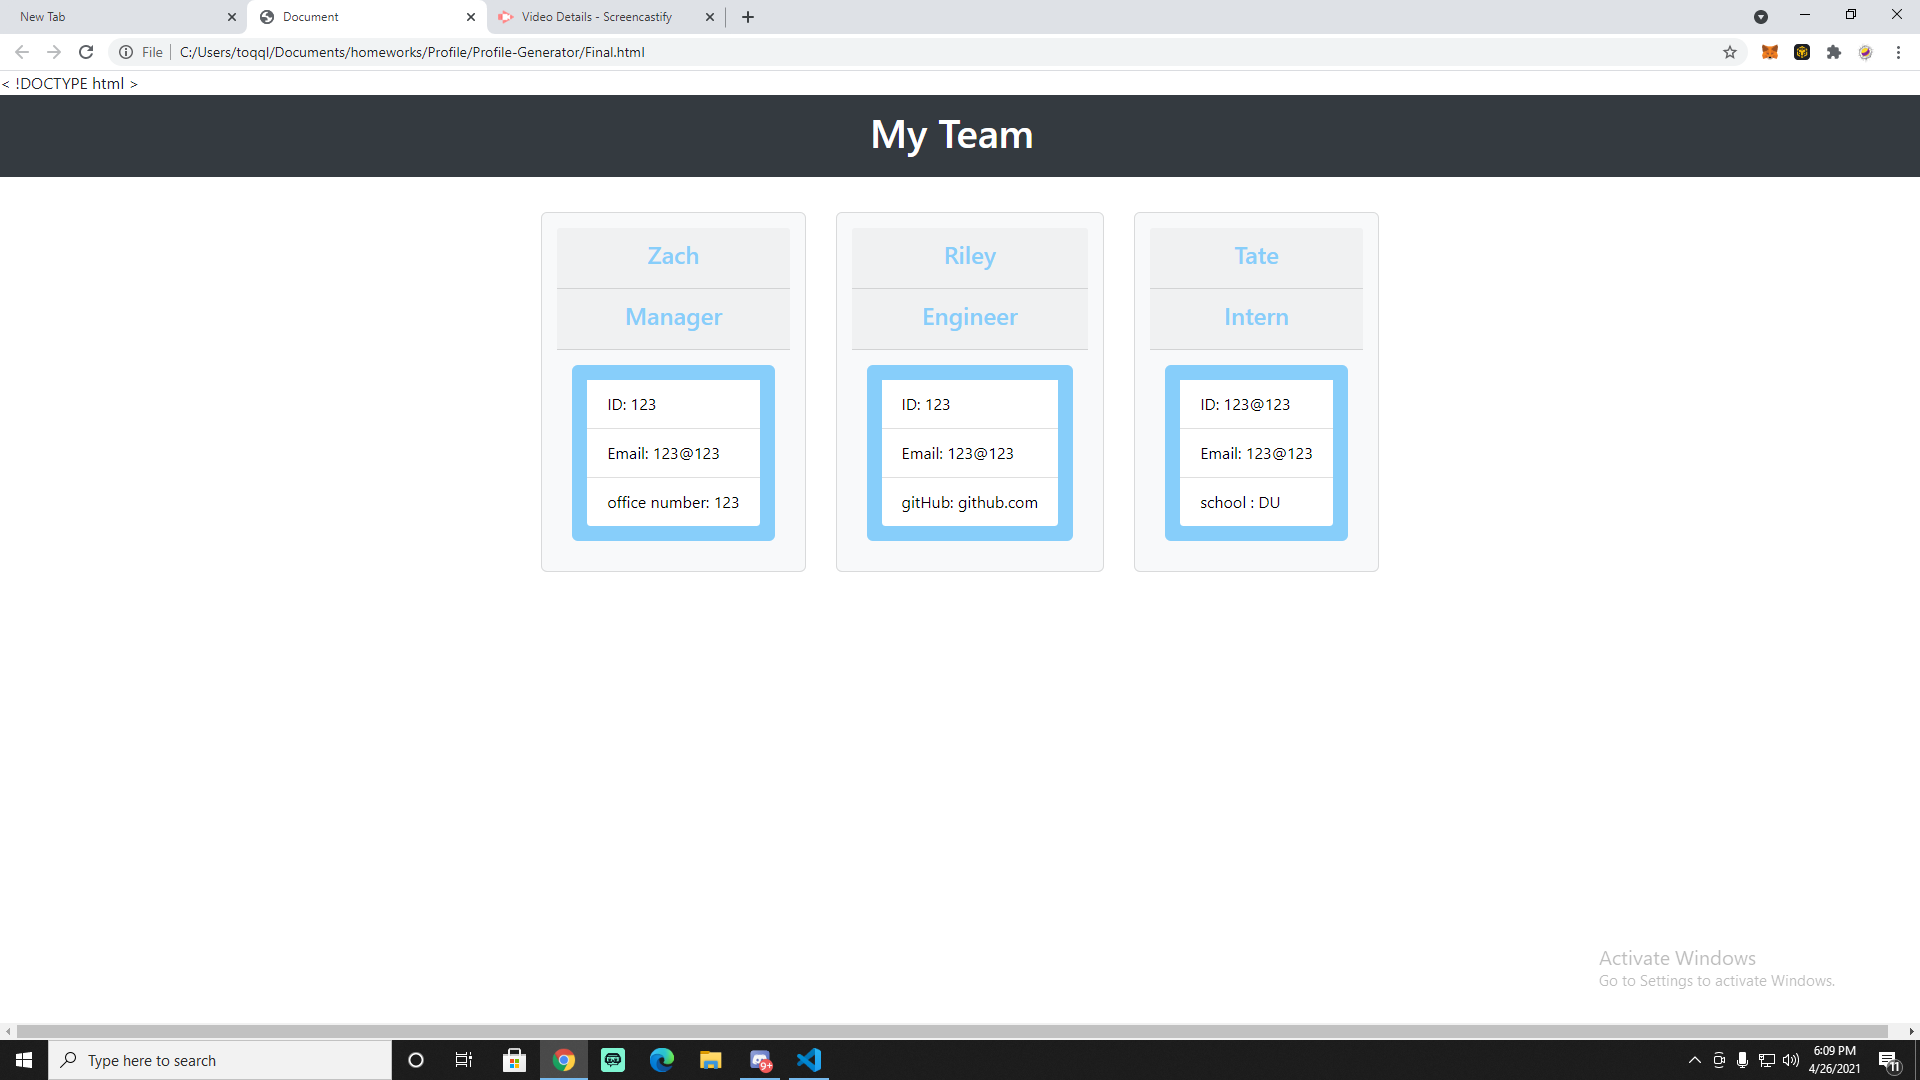 New Tab
Document
Video Details - Screencastify
File
C:/Users/toqql/Documents/homeworks/Profile/Profile-Generator/Final.html
< !DOCTYPE html >
My Team
Zach
Manager
ID: 123
Email: 123@123
office number: 123
Riley
Engineer
ID: 123
Email: 123@123
gitHub: github.com
Tate
Intern
ID: 123@123
Email: 123@123
school : DU
Activate Windows
Go to Settings to activate Windows.
Type here to search
9+
6:09 PM
4/26/2021
11